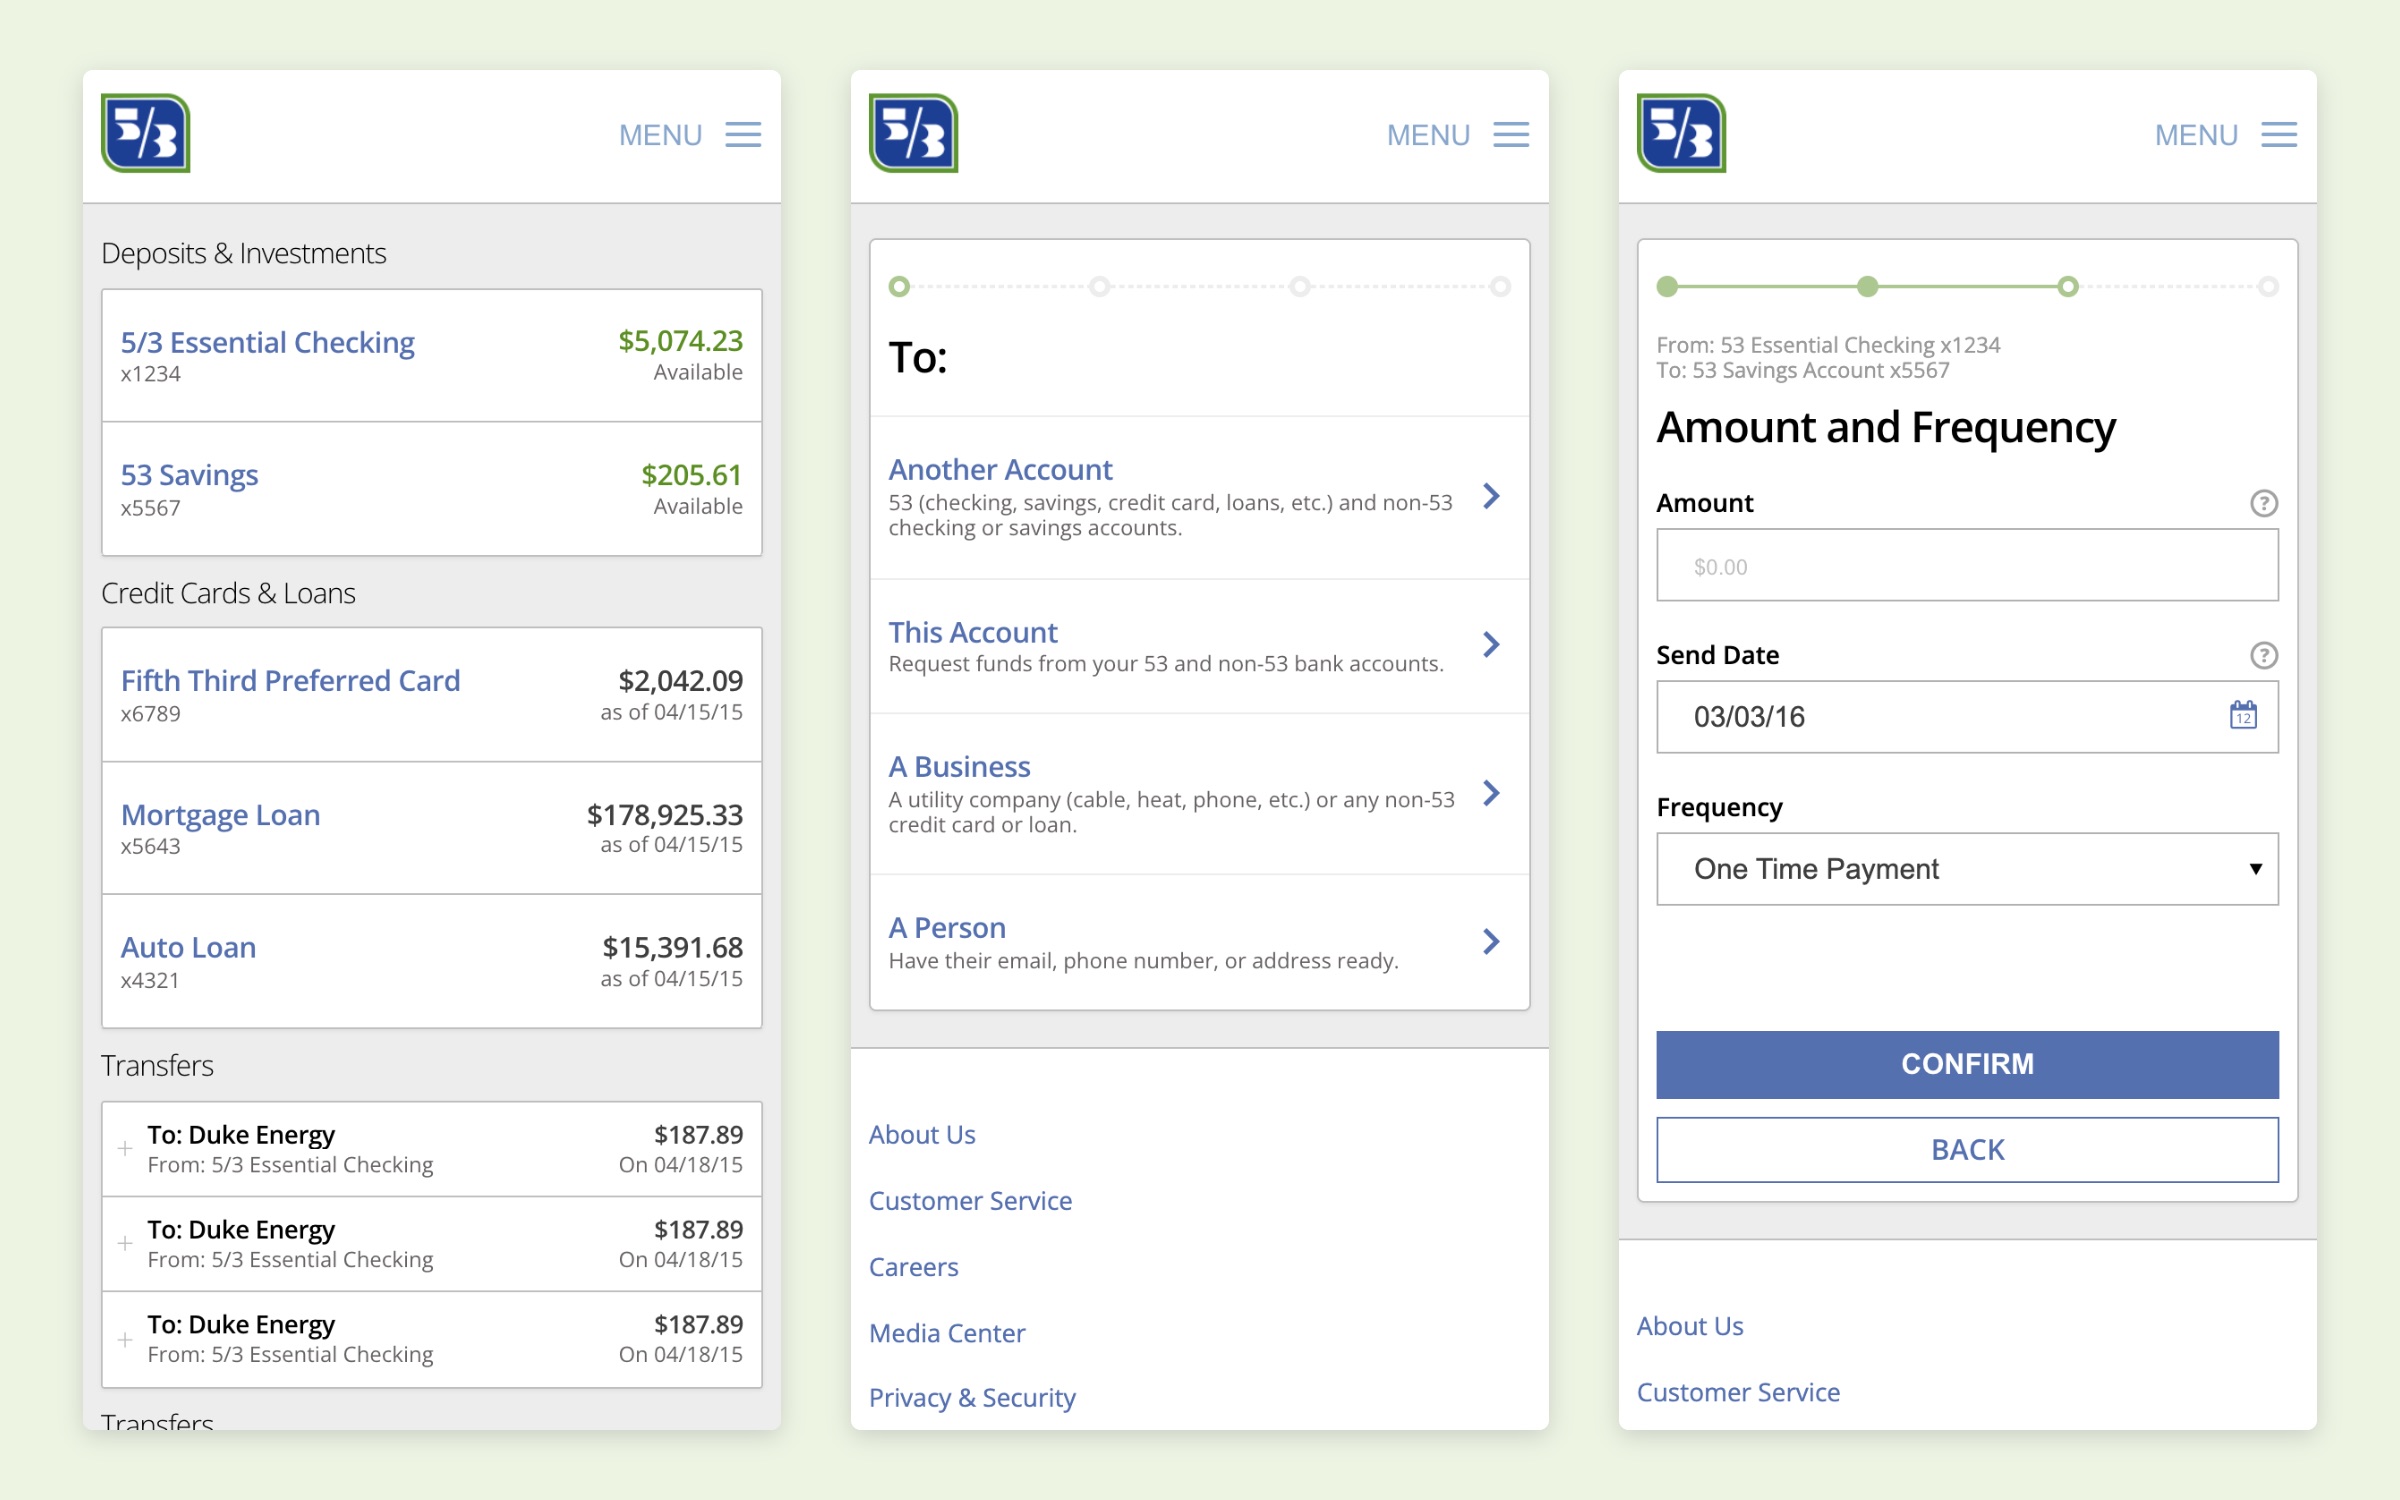 5/3
MENU
Deposits & Investments
5/3 Essential Checking
$5,074.23
x1234
Available
53 Savings
$205.61
x5567
Available
Credit Cards & Loans
Fifth Third Preferred Card
$2,042.09
x6789
as of 04/15/15
Mortgage Loan
$178,925.33
x5643
as of 04/15/15
Auto Loan
$15,391.68
x4321
as of 04/15/15
Transfers
To: Duke Energy
$187.89
From: 5/3 Essential Checking
On 04/18/15
To: Duke Energy
$187.89
From: 5/3 Essential Checking
On 04/18/15
To: Duke Energy
$187.89
From: 5/3 Essential Checking
On 04/18/15
Transfers
5/3
MENU
To:
Another Account
53 (checking, savings, credit card, loans, etc.) and non-53
checking or savings accounts.
This Account
Request funds from your 53 and non-53 bank accounts.
A Business
A utility company (cable, heat, phone, etc.) or any non-53
credit card or loan.
A Person
Have their email, phone number, or address ready.
About Us
Customer Service
Careers
Media Center
Privacy & Security
5/3
MENU
From: 53 Essential Checking x1234
To: 53 Savings Account x5567
Amount and Frequency
Amount
?
$0.00
Send Date
?
03/03/16
12
Frequency
One Time Payment
CONFIRM
BACK
About Us
Customer Service